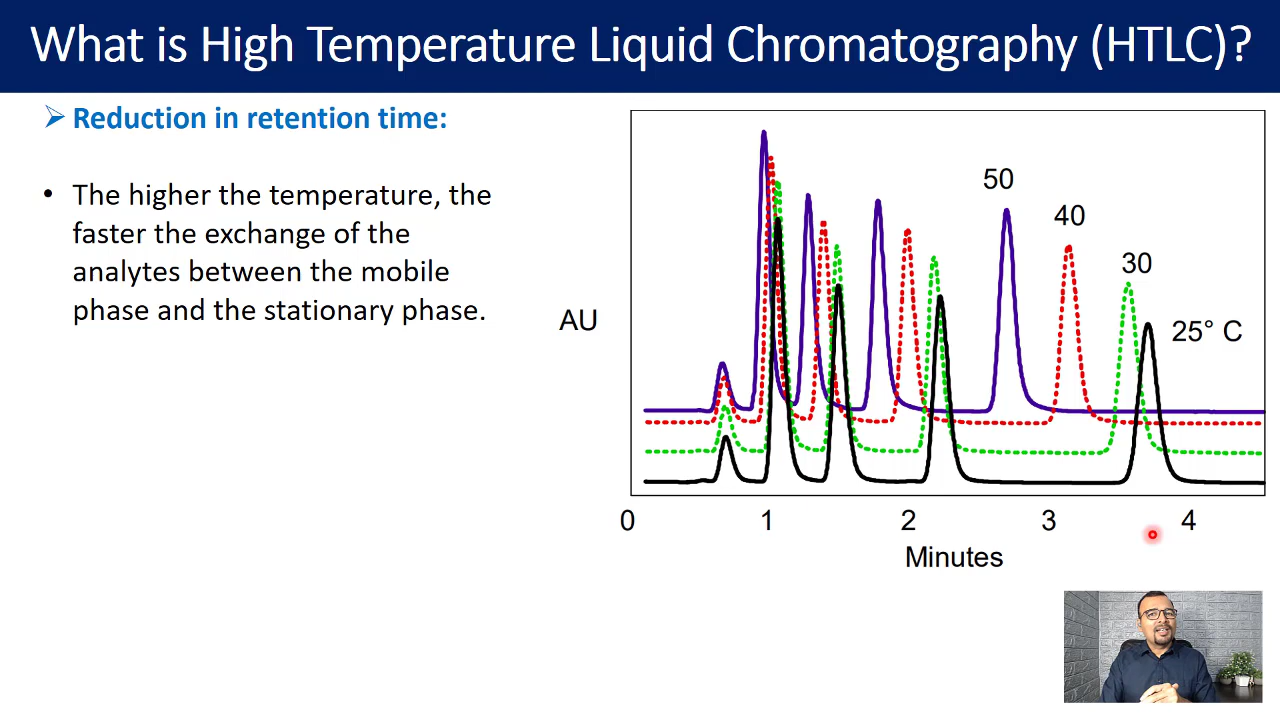 What is High Temperature Liquid Chromatography (HTLC)?
➢ Reduction in retention time:
• The higher the temperature, the
faster the exchange of the
analytes between the mobile
phase and the stationary phase.
AU
50
40
30
25° C
0 1 2 3 4
Minutes